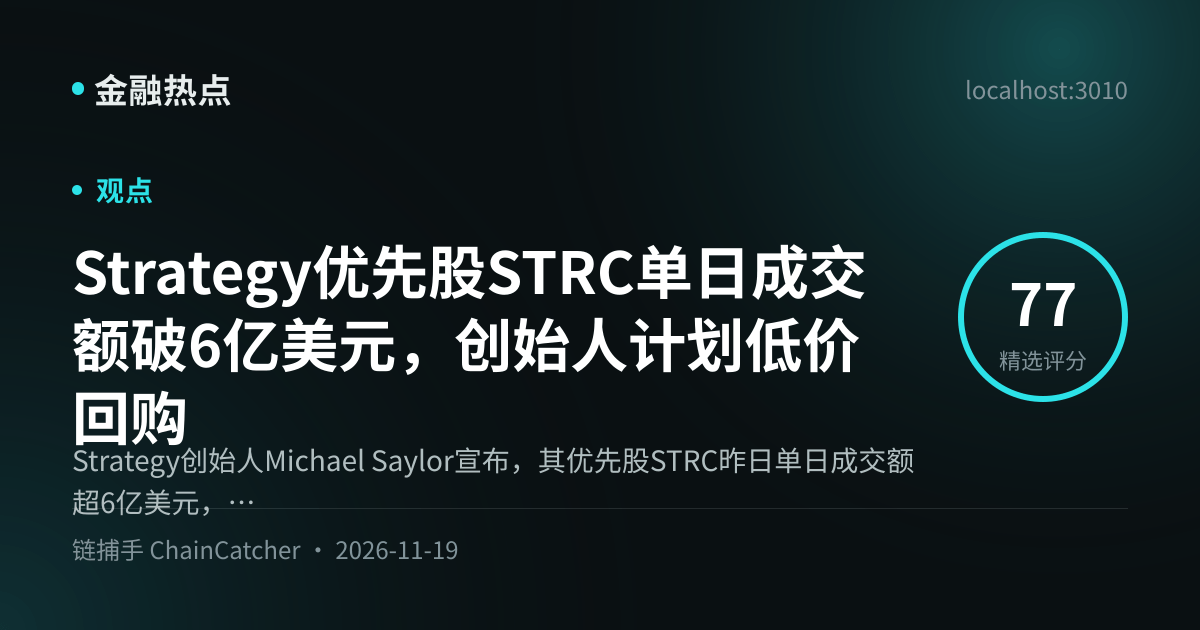 金融热点
localhost:3010
观点
Strategy优先股STRC单日成交
额破6亿美元，创始人计划低价
回购
77
精选评分
Strategy创始人Michael Saylor宣布，其优先股STRC昨日单日成交额
超6亿美元，…
链捕手 ChainCatcher · 2026-11-19